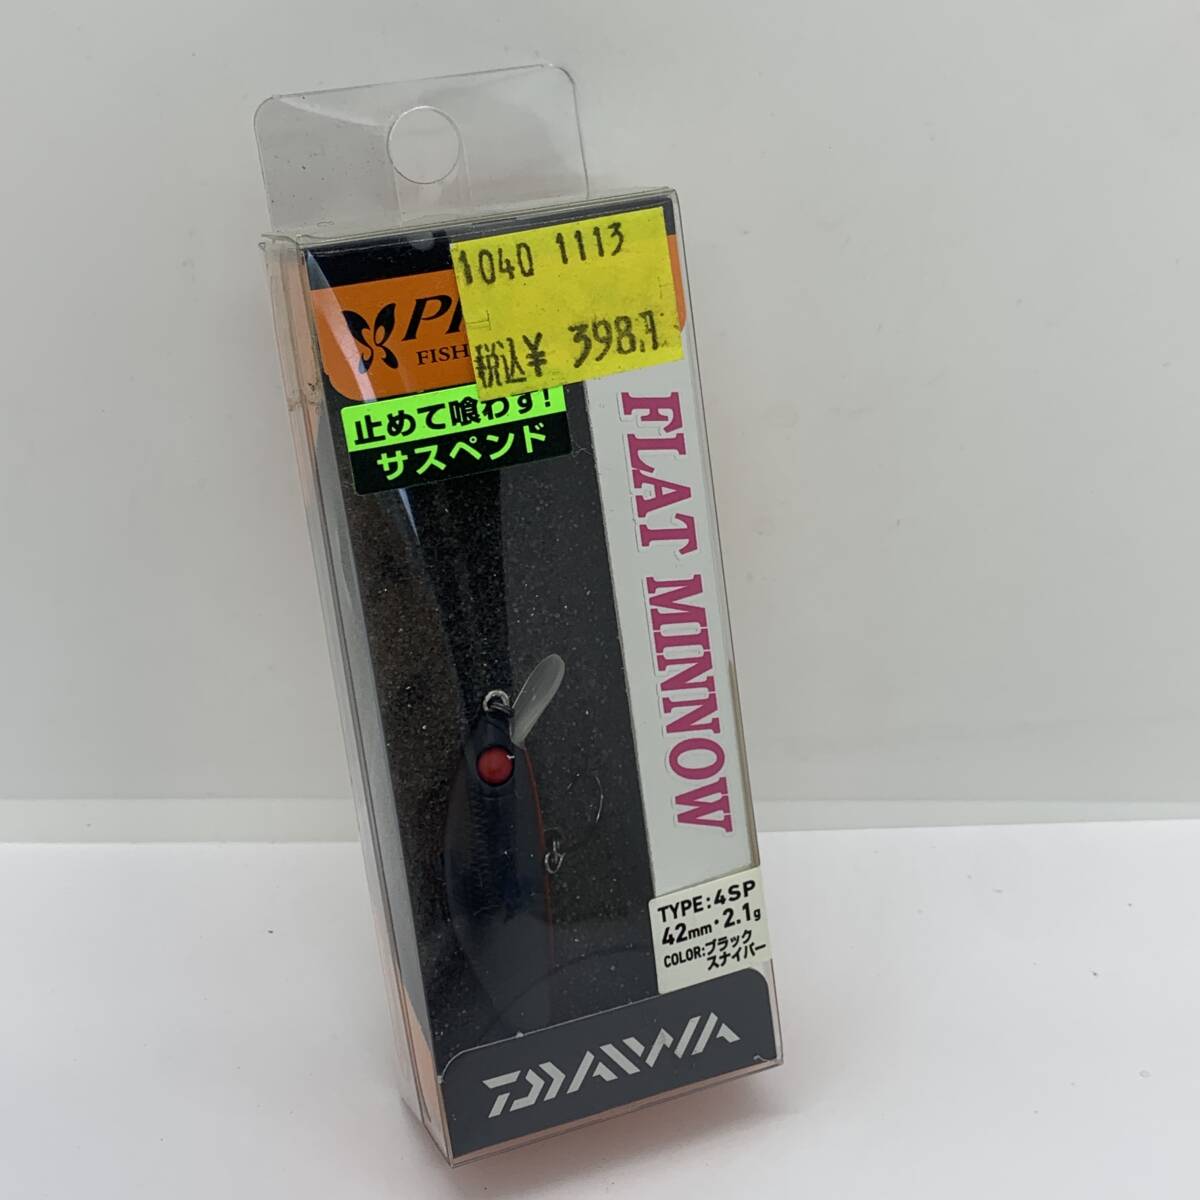 1040 1113
税込¥ 398.1
FISH
止めて喰わす!
サスペンド
FLAT MINNOW
TYPE:4SP
42mm・2.1g
COLOR:ブラック
スナイパー
DAIWA